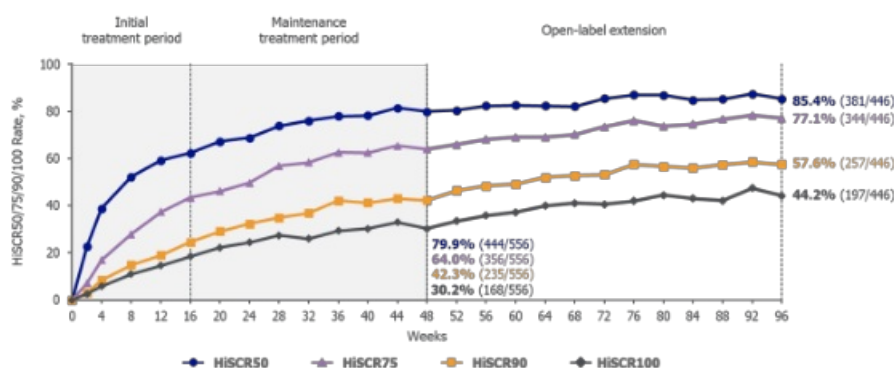 Initial
treatment period
Maintenance
treatment period
Open-label extension
HiSCR50/75/90/100 Rate, %
100
80
60
40
20
0
85.4% (381/446)
77.1% (344/446)
57.6% (257/446)
44.2% (197/446)
79.9% (444/556)
64.0% (356/556)
42.3% (235/556)
30.2% (168/556)
0 4 8 12 16 20 24 28 32 36 40 44 48 52 56 60 64 68 72 76 80 84 88 92 96
Weeks
HiSCR50 HiSCR75 HiSCR90 HiSCR100